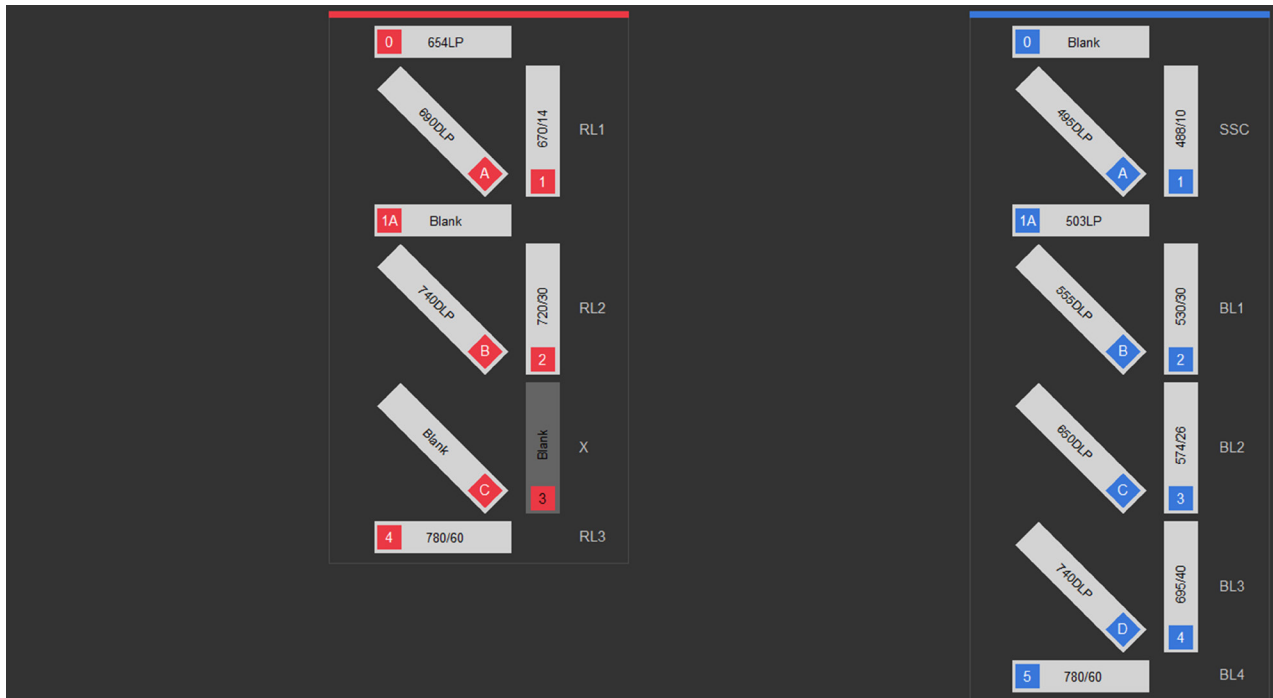 0 654LP
690DLP A
670/14 1
RL1
1A Blank
740DLP B
720/30 2
RL2
Blank C
Blank 3
X
4 780/60
RL3
0 Blank
495DLP A
488/10 1
SSC
1A 503LP
555DLP B
530/30 2
BL1
650DLP C
574/26 3
BL2
740DLP D
695/40 4
BL3
5 780/60
BL4